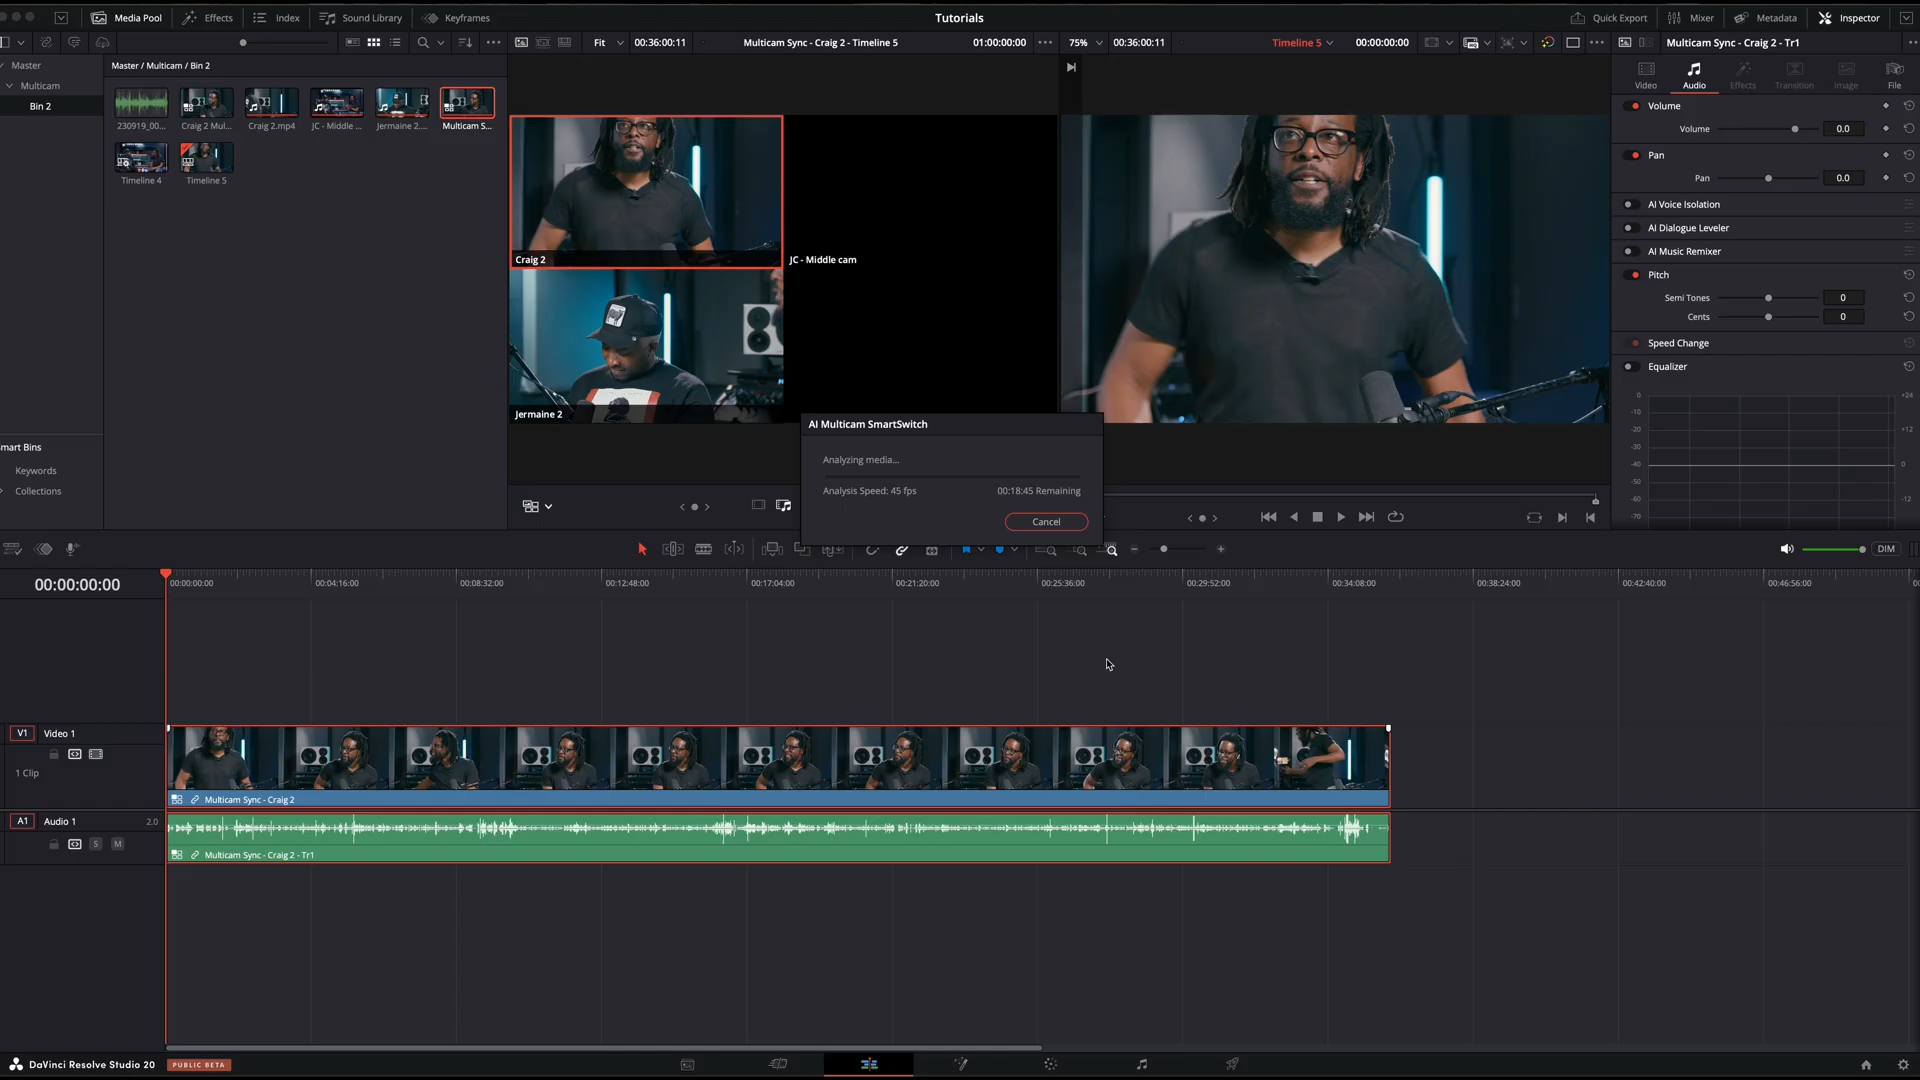 Media Pool
Effects
Index
Sound Library
Keyframes
Tutorials
Quick Export
Mixer
Metadata
Inspector
Fit
00:36:00:11
Multicam Sync - Craig 2 - Timeline 5
01:00:00:00
75%
00:36:00:11
Timeline 5
00:00:00:00
Multicam Sync - Craig 2 - Tr1
Master
Multicam
Bin 2
Master / Multicam / Bin 2
230919_00...
Craig 2 Mul...
Craig 2.mp4
JC - Middle ...
Jermaine 2....
Multicam S...
Timeline 4
Timeline 5
mart Bins
Keywords
Collections
Craig 2
JC - Middle cam
Jermaine 2
AI Multicam SmartSwitch
Analyzing media...
Analysis Speed: 45 fps
00:18:45 Remaining
Cancel
Video
Audio
Effects
Transition
Image
File
Volume
Volume
0.0
Pan
Pan
0.0
AI Voice Isolation
AI Dialogue Leveler
AI Music Remixer
Pitch
Semi Tones
0
Cents
0
Speed Change
Equalizer
0
-10
-20
-30
-40
-50
-60
-70
+24
+12
0
-12
DIM
00:00:00:00
00:00:00:00
00:04:16:00
00:08:32:00
00:12:48:00
00:17:04:00
00:21:20:00
00:25:36:00
00:29:52:00
00:34:08:00
00:38:24:00
00:42:40:00
00:46:56:00
V1
Video 1
1 Clip
Multicam Sync - Craig 2
A1
Audio 1
2.0
S
M
Multicam Sync - Craig 2 - Tr1
DaVinci Resolve Studio 20
PUBLIC BETA